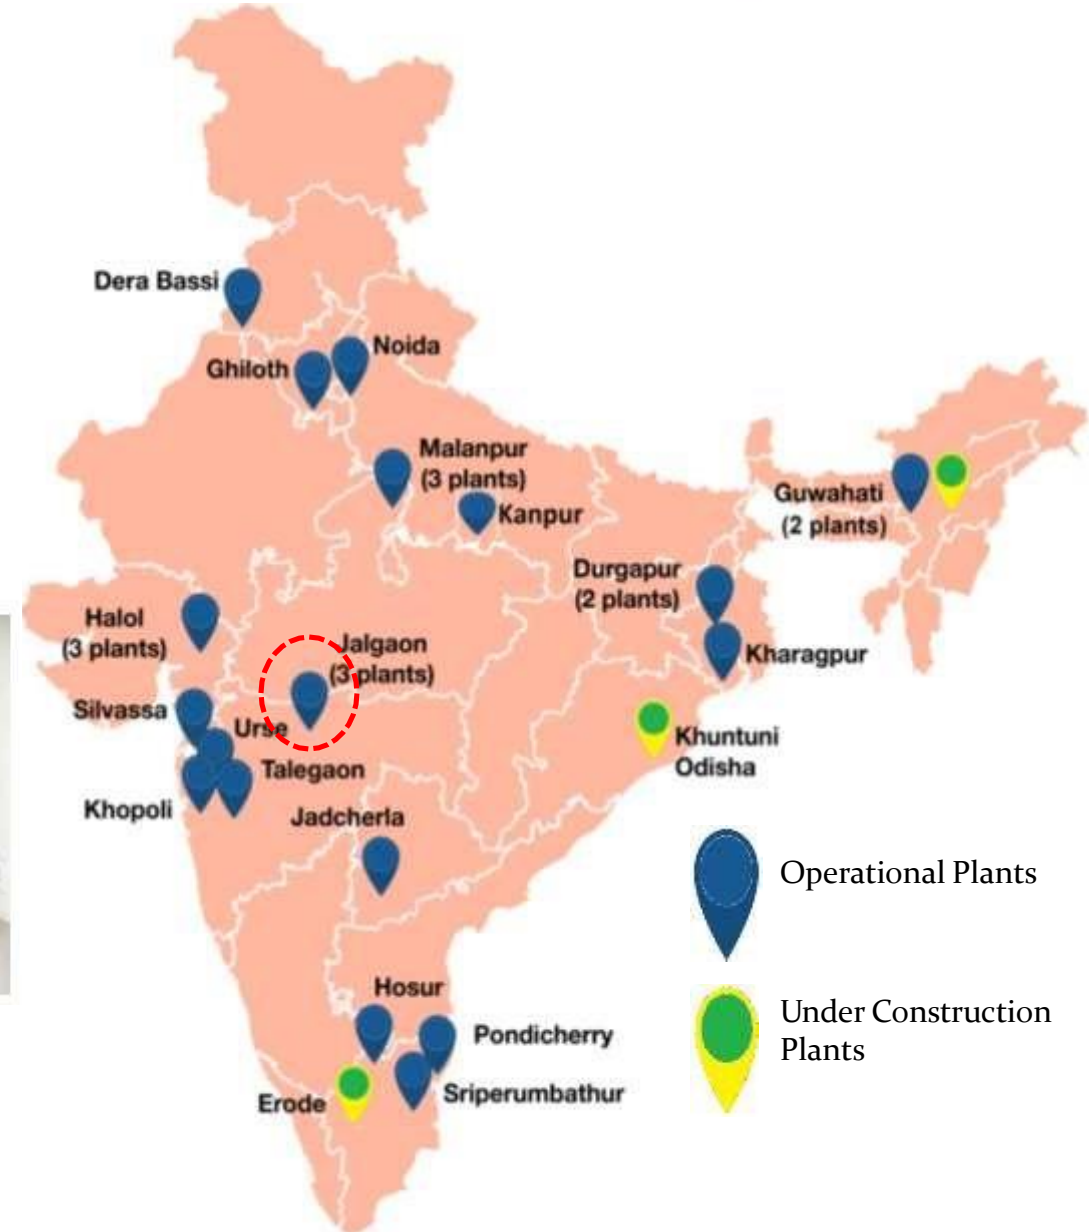 Dera Bassi
Noida
Ghiloth
Malanpur
(3 plants)
Kanpur
Guwahati
(2 plants)
Durgapur
(2 plants)
Halol
(3 plants)
Jalgaon
(3 plants)
Kharagpur
Silvassa
Urse
Khuntuni
Odisha
Talegaon
Khopoli
Jadcherla
Operational Plants
Hosur
Under Construction
Plants
Pondicherry
Sriperumbathur
Erode